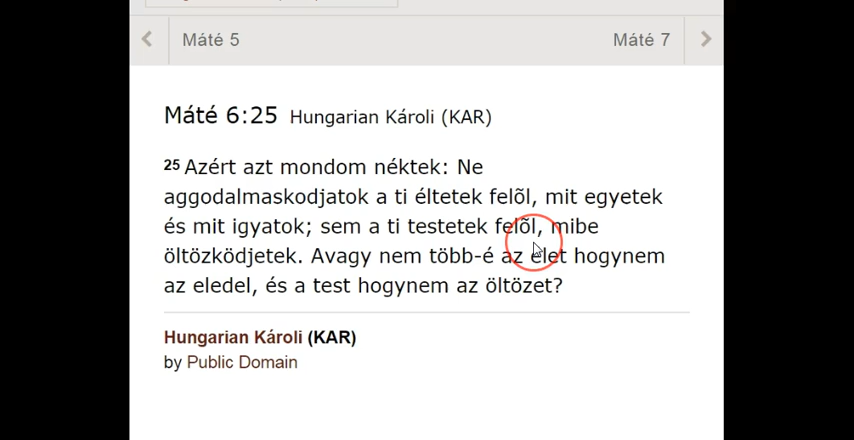 Máté 5
Máté 7
Máté 6:25 Hungarian Károli (KAR)
25 Azért azt mondom néktek: Ne
aggodalmaskodjatok a ti éltetek felõl, mit egyetek
és mit igyatok; sem a ti testetek felõl, mibe
öltözködjetek. Avagy nem több-é az élet hogynem
az eledel, és a test hogynem az öltözet?
Hungarian Károli (KAR)
by Public Domain